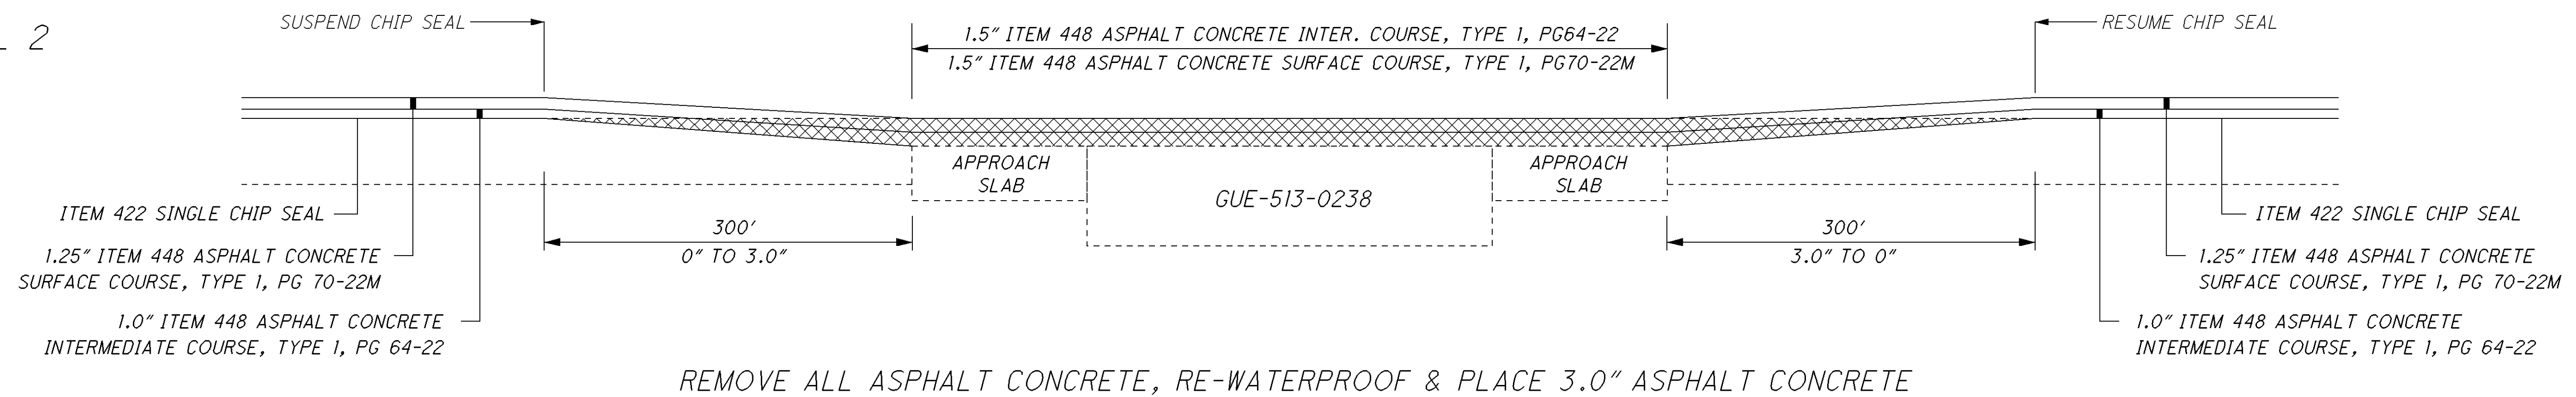 2
SUSPEND CHIP SEAL
1.5" ITEM 448 ASPHALT CONCRETE INTER. COURSE, TYPE 1, PG64-22
1.5" ITEM 448 ASPHALT CONCRETE SURFACE COURSE, TYPE 1, PG70-22M
RESUME CHIP SEAL
APPROACH
SLAB
GUE-513-0238
APPROACH
SLAB
ITEM 422 SINGLE CHIP SEAL
1.25" ITEM 448 ASPHALT CONCRETE
SURFACE COURSE, TYPE 1, PG 70-22M
1.0" ITEM 448 ASPHALT CONCRETE
INTERMEDIATE COURSE, TYPE 1, PG 64-22
300'
0" TO 3.0"
300'
3.0" TO 0"
ITEM 422 SINGLE CHIP SEAL
1.25" ITEM 448 ASPHALT CONCRETE
SURFACE COURSE, TYPE 1, PG 70-22M
1.0" ITEM 448 ASPHALT CONCRETE
INTERMEDIATE COURSE, TYPE 1, PG 64-22
REMOVE ALL ASPHALT CONCRETE, RE-WATERPROOF & PLACE 3.0" ASPHALT CONCRETE